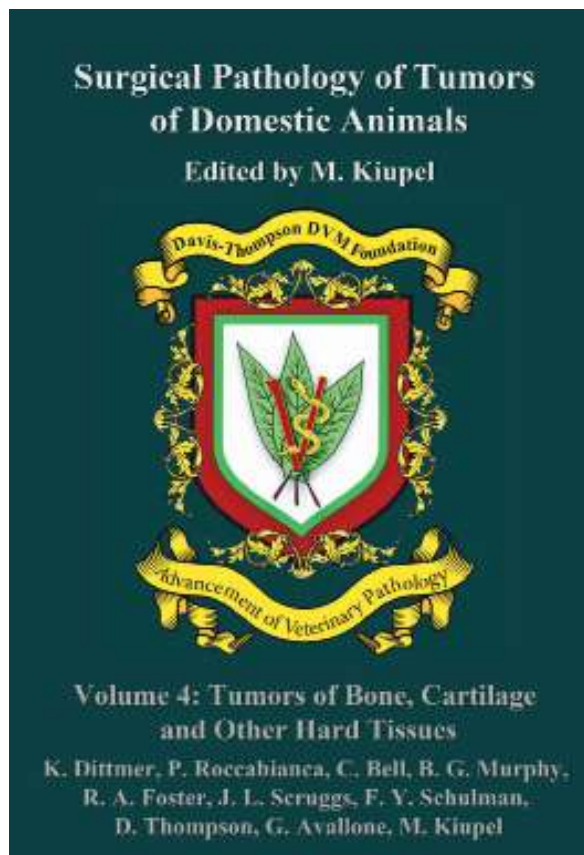 Surgical Pathology of Tumors
of Domestic Animals
Edited by M. Kiupel
Davis-Thompson DVM Foundation
Advancement of Veterinary Pathology
Volume 4: Tumors of Bone, Cartilage
and Other Hard Tissues
K. Dittmer, P. Roccabianca, C. Bell, B. G. Murphy,
R. A. Foster, J. L. Scruggs, F. Y. Schulman,
D. Thompson, G. Avallone, M. Kiupel